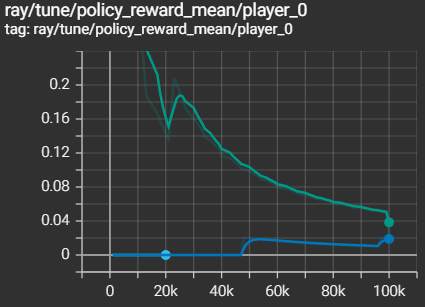 ray/tune/policy_reward_mean/player_0
tag: ray/tune/policy_reward_mean/player_0
0.2
0.16
0.12
0.08
0.04
0
0 20k 40k 60k 80k 100k